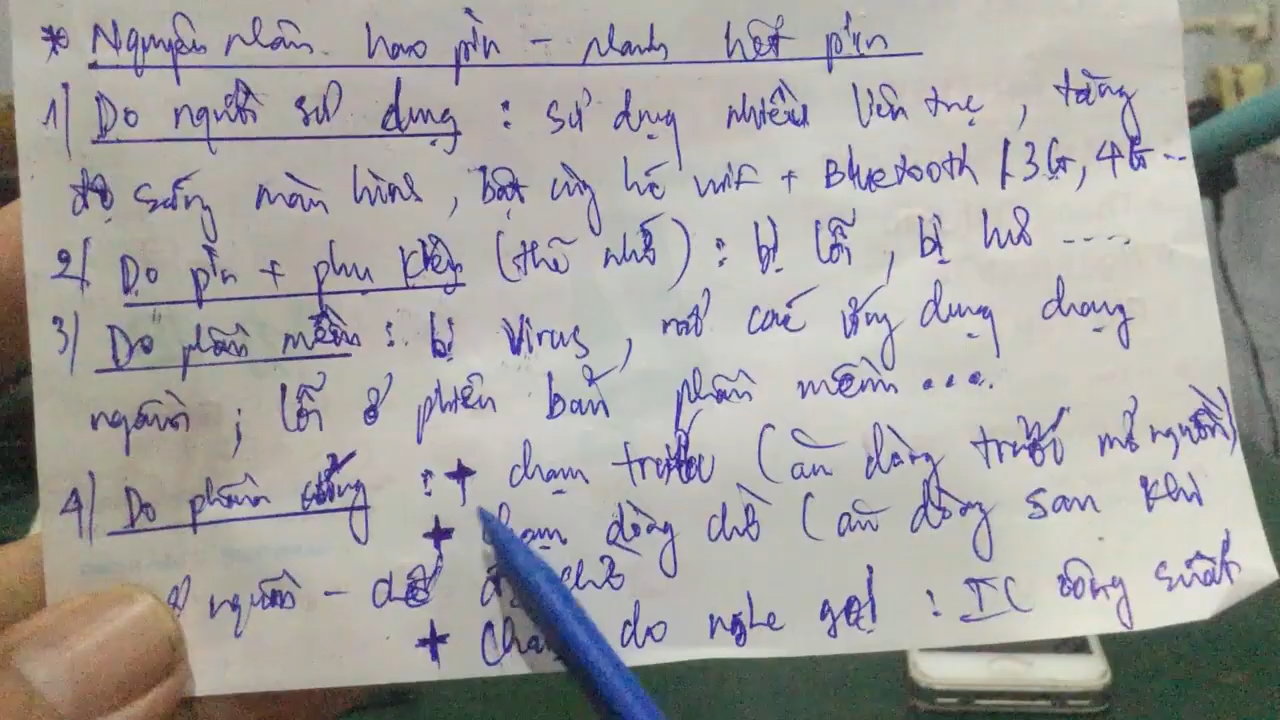 * Nguyên nhân hao pin - nhanh hết pin
1) Do người sử dụng : sử dụng nhiều liên tục, tăng
độ sáng màn hình, bật cùng lúc wifi + Bluetooth / 3G, 4G...
2) Do pin + phụ kiện (thẻ nhớ) : bị lỗi, bị hư ....
3) Do phần mềm : bị Virus, mở các ứng dụng chạy
ngầm ; lỗi ở phiên bản phần mềm ....
4) Do phần cứng : + chạm trước (ăn dòng trước mở nguồn)
+ chạm dòng chờ (ăn dòng sau khi
nguồn - chế độ chờ
+ do nghe gọi : IC công suất